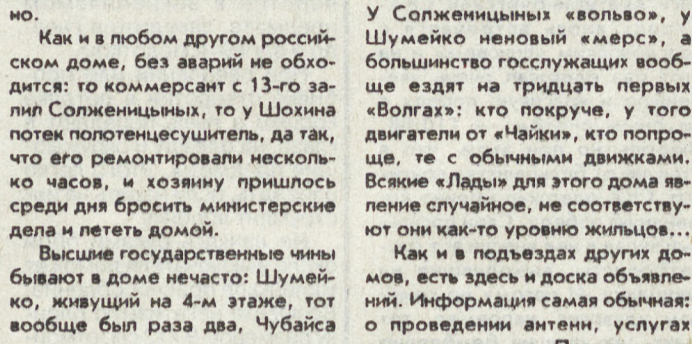 но.
Как и в любом другом россий-
ском доме, без аварий не обхо-
дится: то коммерсант с 13-го за-
лил Солженицыных, то у Шохина
потек полотенцесушитель, да так,
что его ремонтировали несколь-
ко часов, и хозяину пришлось
среди дня бросить министерские
дела и лететь домой.
Высшие государственные чины
бывают в доме нечасто: Шумей-
ко, живущий на 4-м этаже, тот
вообще был раза два, Чубайса
У Солженицыных «вольво», у
Шумейко неновый «мерс», а
большинство госслужащих вооб-
ще ездят на тридцать первых
«Волгах»: кто покруче, у того
двигатели от «Чайки», кто попро-
ще, те с обычными движками.
Всякие «Лады» для этого дома яв-
ление случайное, не соответству-
ют они как-то уровню жильцов...
Как и в подъездах других до-
мов, есть здесь и доска объявле-
ний. Информация самая обычная:
о проведении антенн, услугах